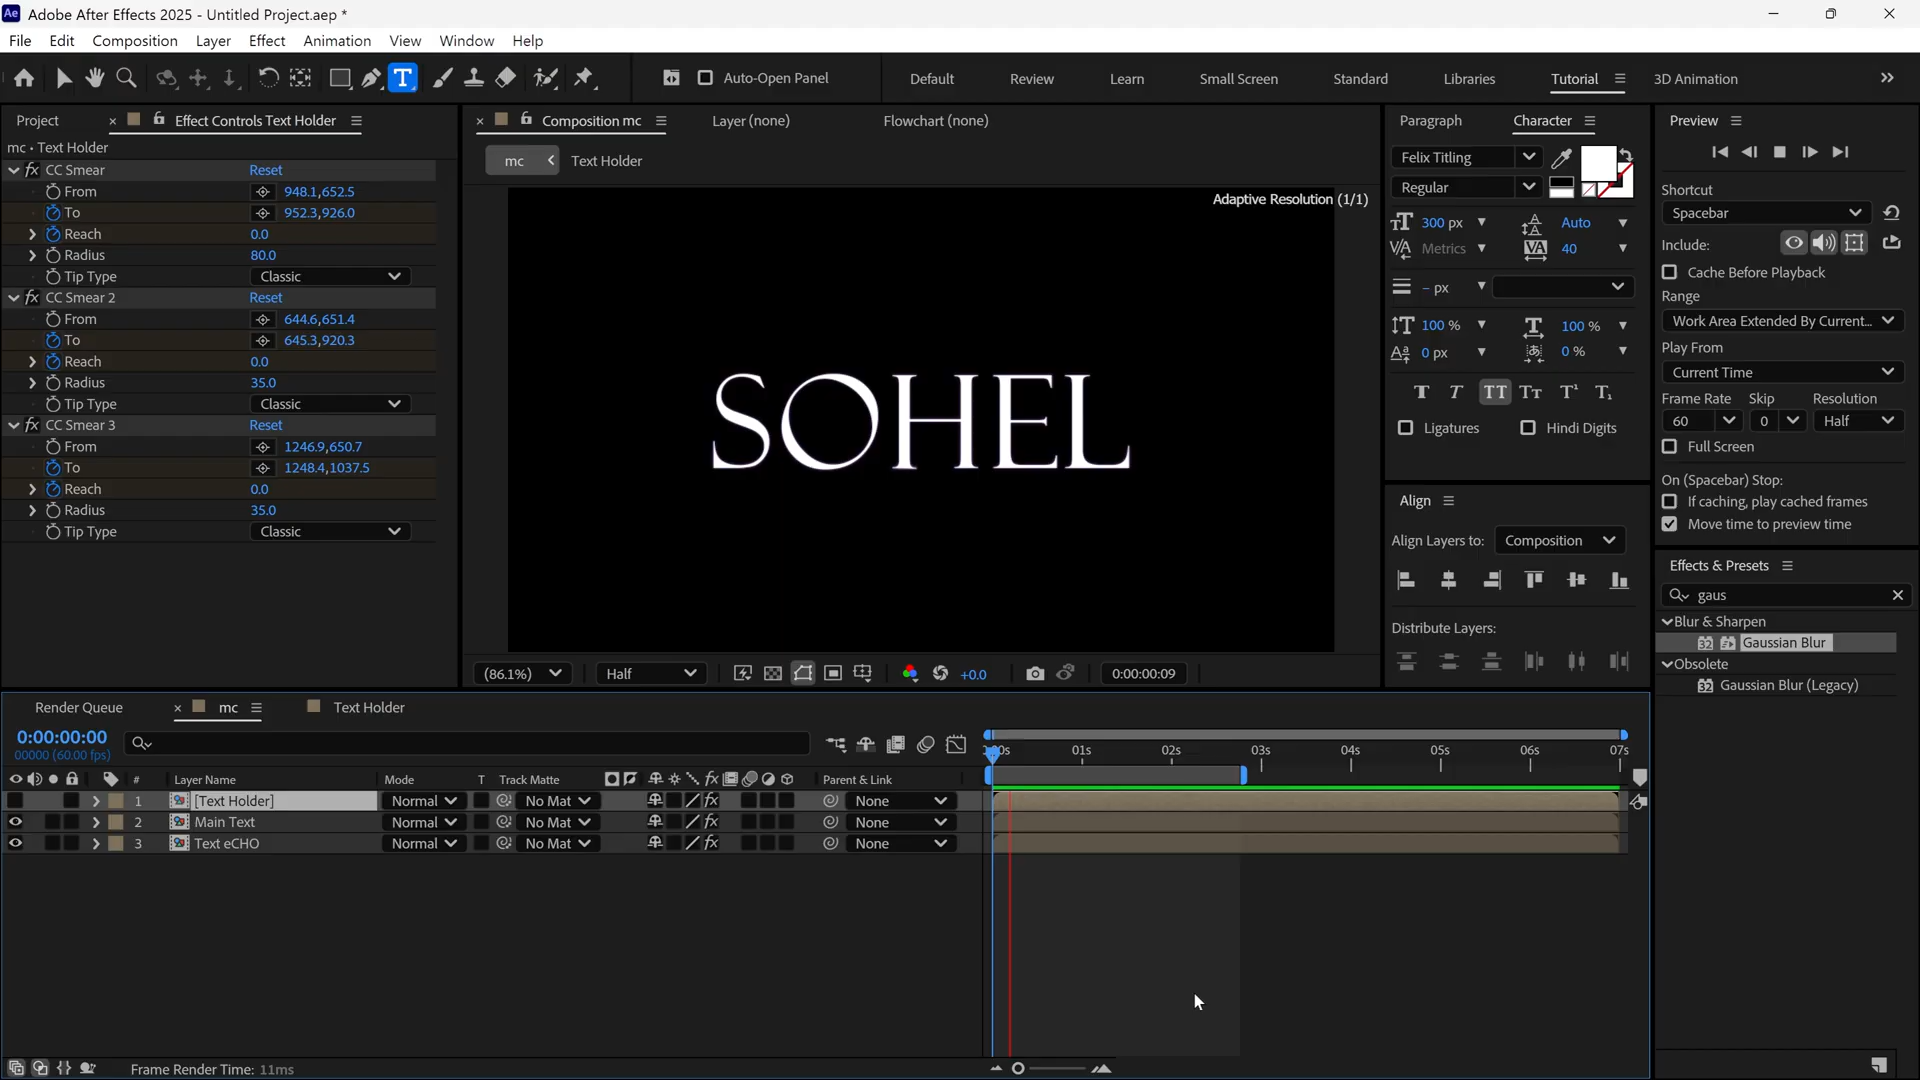 Ae Adobe After Effects 2025 - Untitled Project.aep *
File Edit Composition Layer Effect Animation View Window Help
Auto-Open Panel Default Review Learn Small Screen Standard Libraries Tutorial 3D Animation
Project Effect Controls Text Holder
mc • Text Holder
fx CC Smear Reset
From 948.1,652.5
To 952.3,926.0
Reach 0.0
Radius 80.0
Tip Type Classic
fx CC Smear 2 Reset
From 644.6,651.4
To 645.3,920.3
Reach 0.0
Radius 35.0
Tip Type Classic
fx CC Smear 3 Reset
From 1246.9,650.7
To 1248.4,1037.5
Reach 0.0
Radius 35.0
Tip Type Classic
Composition mc Layer (none) Flowchart (none)
mc Text Holder
Adaptive Resolution (1/1)
SOHEL
(86.1%) Half +0.0 0:00:00:09
Paragraph Character
Felix Titling
Regular
300 px Auto
Metrics 40
– px
100 % 100 %
0 px 0 %
Ligatures Hindi Digits
Align
Align Layers to: Composition
Distribute Layers:
Preview
Shortcut
Spacebar
Include:
Cache Before Playback
Range
Work Area Extended By Current...
Play From
Current Time
Frame Rate Skip Resolution
60 0 Half
Full Screen
On (Spacebar) Stop:
If caching, play cached frames
Move time to preview time
Effects & Presets
gaus
Blur & Sharpen
32 Gaussian Blur
Obsolete
32 Gaussian Blur (Legacy)
Render Queue mc Text Holder
0:00:00:00
00000 (60.00 fps)
01s 02s 03s 04s 05s 06s 07s
# Layer Name Mode T Track Matte fx Parent & Link
1 [Text Holder] Normal No Mat fx None
2 Main Text Normal No Mat fx None
3 Text eCHO Normal No Mat fx None
Frame Render Time: 11ms